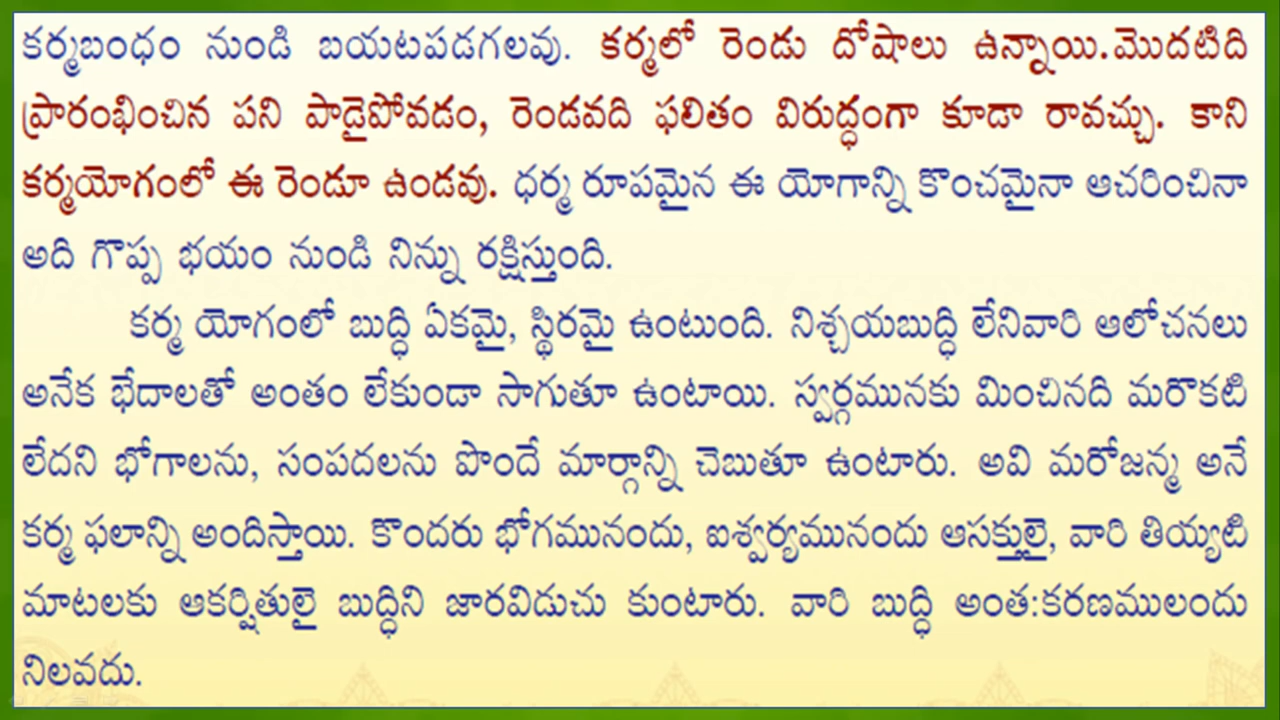 కర్మబంధం నుండి బయటపడగలవు. కర్మలో రెండు దోషాలు ఉన్నాయి.మొదటిది
ప్రారంభించిన పని పాడైపోవడం, రెండవది ఫలితం విరుద్ధంగా కూడా రావచ్చు. కాని
కర్మయోగంలో ఈ రెండూ ఉండవు. ధర్మ రూపమైన ఈ యోగాన్ని కొంచమైనా ఆచరించినా
అది గొప్ప భయం నుండి నిన్ను రక్షిస్తుంది.
కర్మ యోగంలో బుద్ధి ఏకమై, స్థిరమై ఉంటుంది. నిశ్చయబుద్ధి లేనివారి ఆలోచనలు
అనేక భేదాలతో అంతం లేకుండా సాగుతూ ఉంటాయి. స్వర్గమునకు మించినది మరొకటి
లేదని భోగాలను, సంపదలను పొందే మార్గాన్ని చెబుతూ ఉంటారు. అవి మరోజన్మ అనే
కర్మ ఫలాన్ని అందిస్తాయి. కొందరు భోగమునందు, ఐశ్వర్యమునందు ఆసక్తులై, వారి తియ్యటి
మాటలకు ఆకర్షితులై బుద్ధిని జారవిడుచు కుంటారు. వారి బుద్ధి అంత:కరణములందు
నిలవదు.